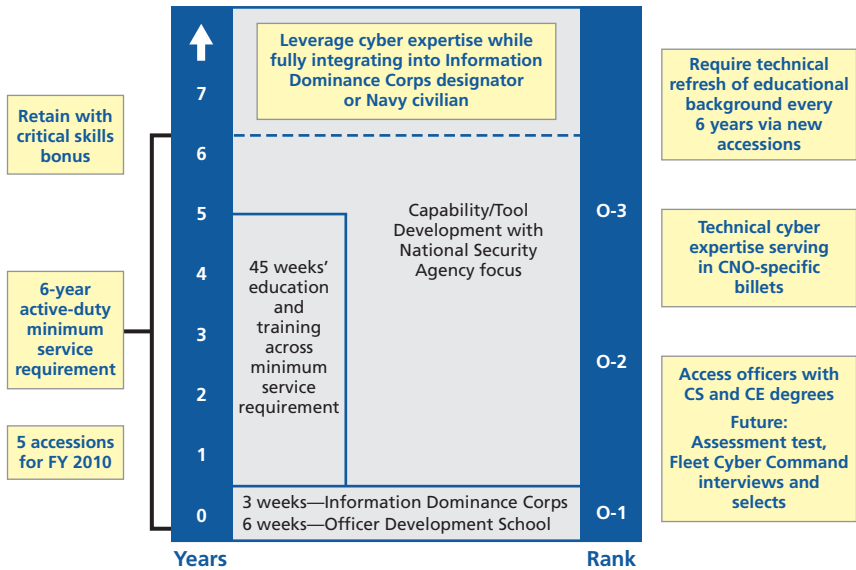 Leverage cyber expertise while
fully integrating into Information
Dominance Corps designator
or Navy civilian
Retain with
critical skills
bonus
6-year
active-duty
minimum
service
requirement
5 accessions
for FY 2010
7
6
5
4
3
2
1
0
Years
45 weeks’
education
and
training
across
minimum
service
requirement
Capability/Tool
Development with
National Security
Agency focus
3 weeks—Information Dominance Corps
6 weeks—Officer Development School
O-3
O-2
O-1
Rank
Require technical
refresh of educational
background every
6 years via new
accessions
Technical cyber
expertise serving
in CNO-specific
billets
Access officers with
CS and CE degrees
Future:
Assessment test,
Fleet Cyber Command
interviews and
selects